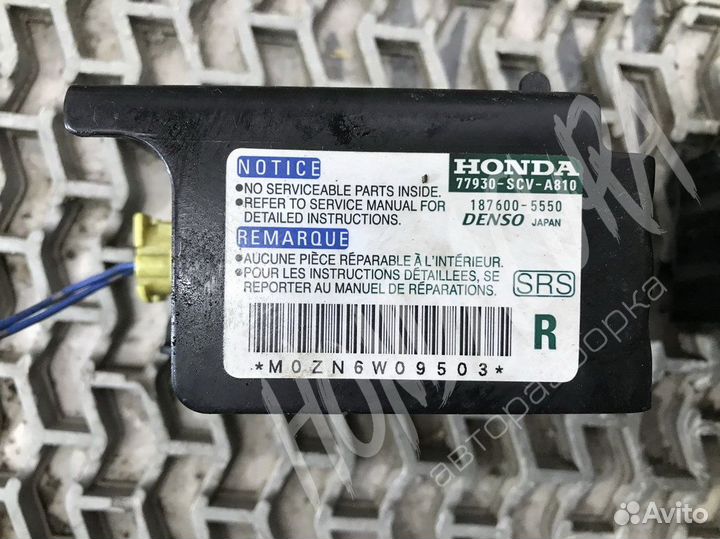 NOTICE
•NO SERVICEABLE PARTS INSIDE.
•REFER TO SERVICE MANUAL FOR
DETAILED INSTRUCTIONS.
REMARQUE
•AUCUNE PIÈCE RÉPARABLE À L'INTÉRIEUR.
•POUR LES INSTRUCTIONS DÉTAILLÉES, SE
REPORTER AU MANUEL DE RÉPARATIONS.
HONDA
77930-SCV-A810
187600-5550
DENSO JAPAN
SRS
R
*M0ZN6W09503*
авторазборка
Avito